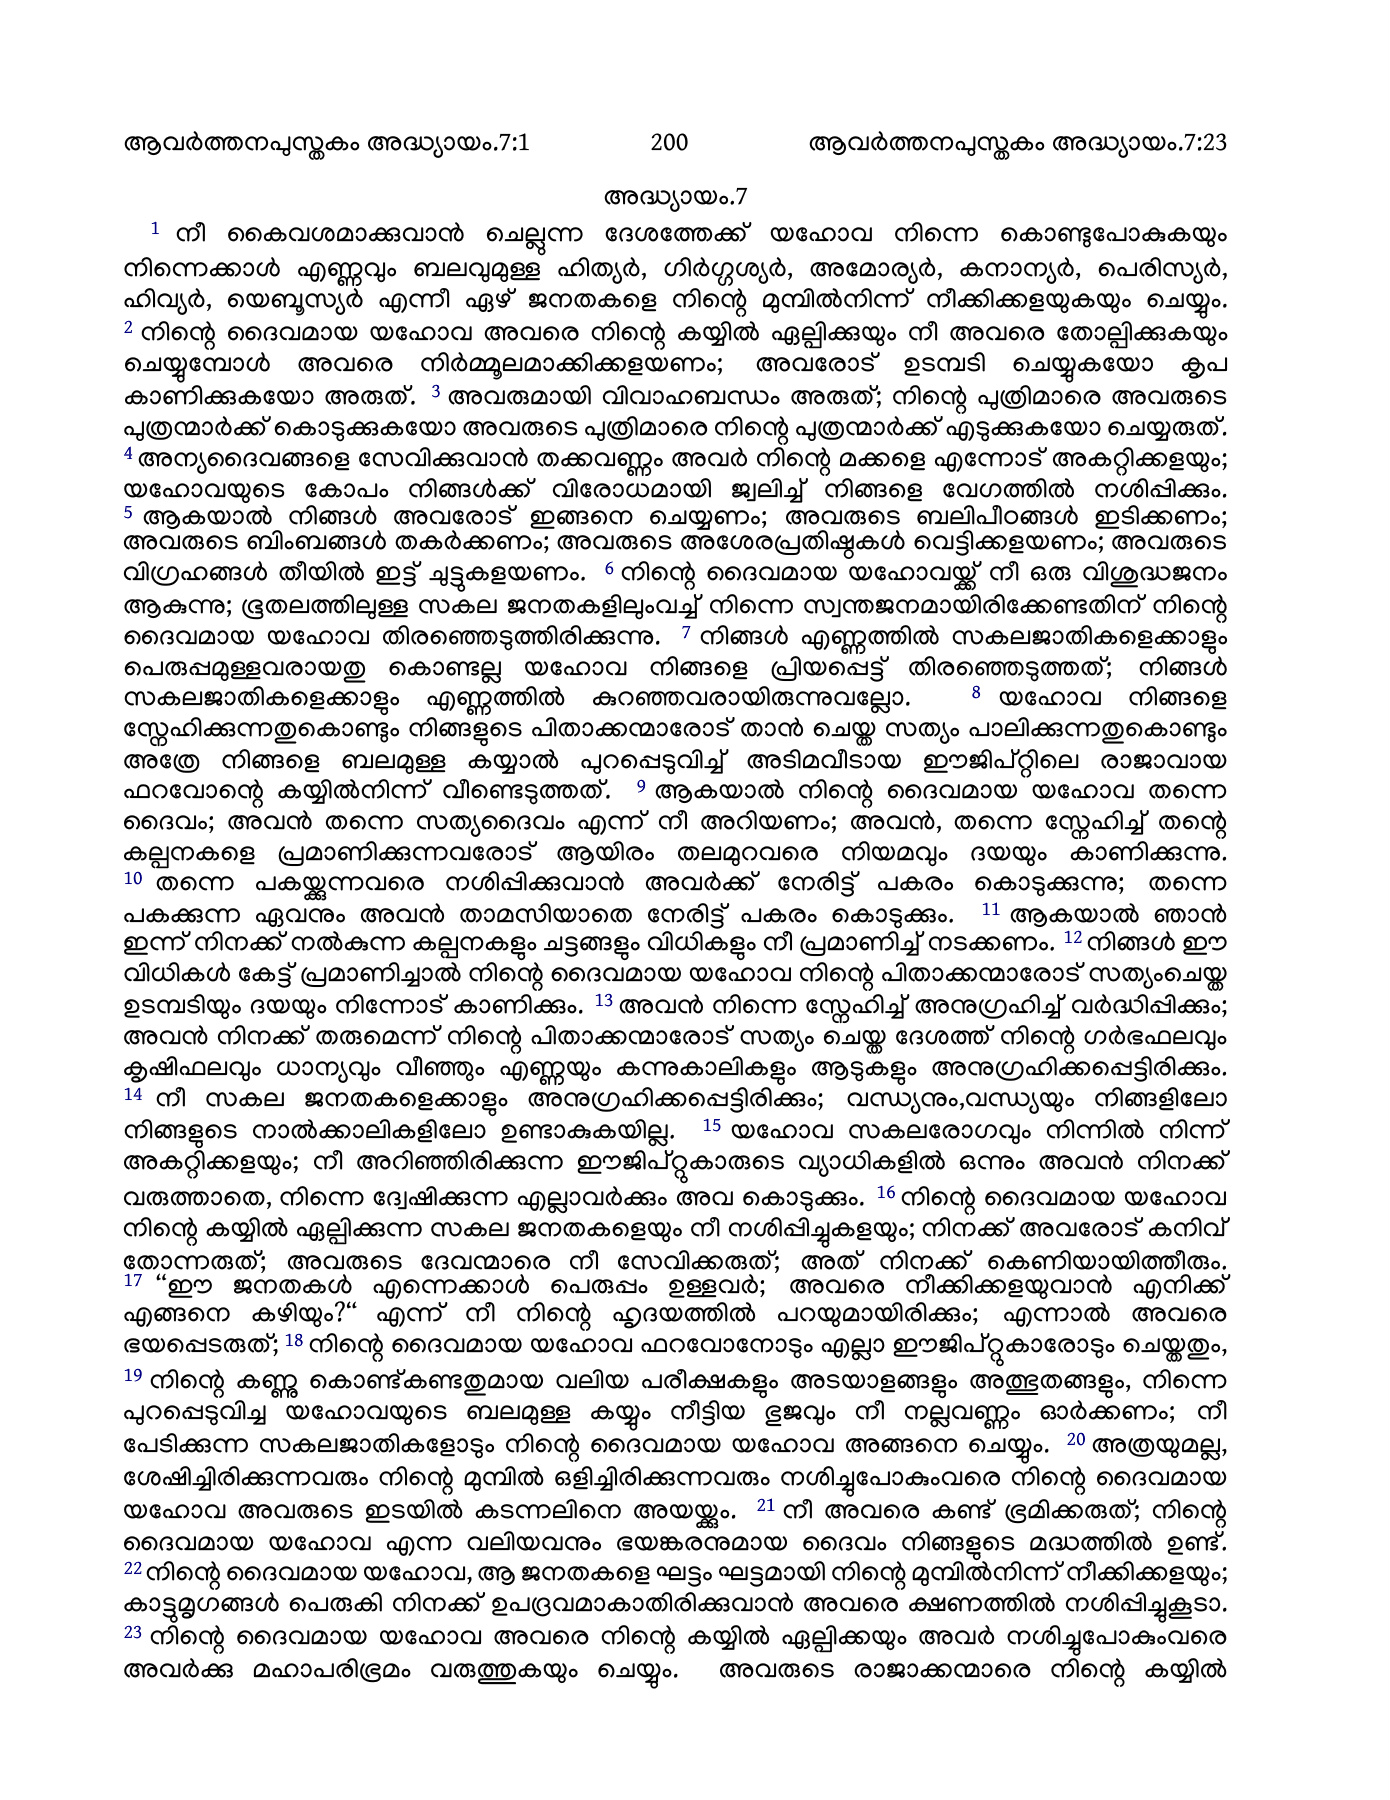 ആവർത്തനപുസ്തകം അദ്ധ്യായം.7:1 200 ആവർത്തനപുസ്തകം അദ്ധ്യായം.7:23
അദ്ധ്യായം.7
1 നീ കൈവശമാക്കുവാൻ ചെല്ലുന്ന ദേശത്തേക്ക് യഹോവ നിന്നെ കൊണ്ടുപോകുകയും
നിന്നെക്കാൾ എണ്ണവും ബലവുമുള്ള ഹിത്യർ, ഗിർഗ്ഗശ്യർ, അമോര്യർ, കനാന്യർ, പെരിസ്യർ,
ഹിവ്യർ, യെബൂസ്യർ എന്നീ ഏഴ് ജനതകളെ നിന്റെ മുമ്പിൽനിന്ന് നീക്കിക്കളയുകയും ചെയ്യും.
2 നിന്റെ ദൈവമായ യഹോവ അവരെ നിന്റെ കയ്യിൽ ഏല്പിക്കുയും നീ അവരെ തോല്പിക്കുകയും
ചെയ്യുമ്പോൾ അവരെ നിർമ്മൂലമാക്കിക്കളയണം; അവരോട് ഉടമ്പടി ചെയ്യുകയോ കൃപ
കാണിക്കുകയോ അരുത്. 3 അവരുമായി വിവാഹബന്ധം അരുത്; നിന്റെ പുത്രിമാരെ അവരുടെ
പുത്രന്മാർക്ക് കൊടുക്കുകയോ അവരുടെ പുത്രിമാരെ നിന്റെ പുത്രന്മാർക്ക് എടുക്കുകയോ ചെയ്യരുത്.
4 അന്യദൈവങ്ങളെ സേവിക്കുവാൻ തക്കവണ്ണം അവർ നിന്റെ മക്കളെ എന്നോട് അകറ്റിക്കളയും;
യഹോവയുടെ കോപം നിങ്ങൾക്ക് വിരോധമായി ജ്വലിച്ച് നിങ്ങളെ വേഗത്തിൽ നശിപ്പിക്കും.
5 ആകയാൽ നിങ്ങൾ അവരോട് ഇങ്ങനെ ചെയ്യണം; അവരുടെ ബലിപീഠങ്ങൾ ഇടിക്കണം;
അവരുടെ ബിംബങ്ങൾ തകർക്കണം; അവരുടെ അശേരപ്രതിഷ്ഠകൾ വെട്ടിക്കളയണം; അവരുടെ
വിഗ്രഹങ്ങൾ തീയിൽ ഇട്ട് ചുട്ടുകളയണം. 6 നിന്റെ ദൈവമായ യഹോവയ്ക്ക് നീ ഒരു വിശുദ്ധജനം
ആകുന്നു; ഭൂതലത്തിലുള്ള സകല ജനതകളിലുംവച്ച് നിന്നെ സ്വന്തജനമായിരിക്കേണ്ടതിന് നിന്റെ
ദൈവമായ യഹോവ തിരഞ്ഞെടുത്തിരിക്കുന്നു. 7 നിങ്ങൾ എണ്ണത്തിൽ സകലജാതികളെക്കാളും
പെരുപ്പമുള്ളവരായതു കൊണ്ടല്ല യഹോവ നിങ്ങളെ പ്രിയപ്പെട്ട് തിരഞ്ഞെടുത്തത്; നിങ്ങൾ
സകലജാതികളെക്കാളും എണ്ണത്തിൽ കുറഞ്ഞവരായിരുന്നുവല്ലോ. 8 യഹോവ നിങ്ങളെ
സ്നേഹിക്കുന്നതുകൊണ്ടും നിങ്ങളുടെ പിതാക്കന്മാരോട് താൻ ചെയ്ത സത്യം പാലിക്കുന്നതുകൊണ്ടും
അത്രേ നിങ്ങളെ ബലമുള്ള കയ്യാൽ പുറപ്പെടുവിച്ച് അടിമവീടായ ഈജിപ്റ്റിലെ രാജാവായ
ഫറവോന്റെ കയ്യിൽനിന്ന് വീണ്ടെടുത്തത്. 9 ആകയാൽ നിന്റെ ദൈവമായ യഹോവ തന്നെ
ദൈവം; അവൻ തന്നെ സത്യദൈവം എന്ന് നീ അറിയണം; അവൻ, തന്നെ സ്നേഹിച്ച് തന്റെ
കല്പനകളെ പ്രമാണിക്കുന്നവരോട് ആയിരം തലമുറവരെ നിയമവും ദയയും കാണിക്കുന്നു.
10 തന്നെ പകയ്ക്കുന്നവരെ നശിപ്പിക്കുവാൻ അവർക്ക് നേരിട്ട് പകരം കൊടുക്കുന്നു; തന്നെ
പകക്കുന്ന ഏവനും അവൻ താമസിയാതെ നേരിട്ട് പകരം കൊടുക്കും. 11 ആകയാൽ ഞാൻ
ഇന്ന് നിനക്ക് നൽകുന്ന കല്പനകളും ചട്ടങ്ങളും വിധികളും നീ പ്രമാണിച്ച് നടക്കണം. 12 നിങ്ങൾ ഈ
വിധികൾ കേട്ട് പ്രമാണിച്ചാൽ നിന്റെ ദൈവമായ യഹോവ നിന്റെ പിതാക്കന്മാരോട് സത്യംചെയ്ത
ഉടമ്പടിയും ദയയും നിന്നോട് കാണിക്കും. 13 അവൻ നിന്നെ സ്നേഹിച്ച് അനുഗ്രഹിച്ച് വർദ്ധിപ്പിക്കും;
അവൻ നിനക്ക് തരുമെന്ന് നിന്റെ പിതാക്കന്മാരോട് സത്യം ചെയ്ത ദേശത്ത് നിന്റെ ഗർഭഫലവും
കൃഷിഫലവും ധാന്യവും വീഞ്ഞും എണ്ണയും കന്നുകാലികളും ആടുകളും അനുഗ്രഹിക്കപ്പെട്ടിരിക്കും.
14 നീ സകല ജനതകളെക്കാളും അനുഗ്രഹിക്കപ്പെട്ടിരിക്കും; വന്ധ്യനും,വന്ധ്യയും നിങ്ങളിലോ
നിങ്ങളുടെ നാൽക്കാലികളിലോ ഉണ്ടാകുകയില്ല. 15 യഹോവ സകലരോഗവും നിന്നിൽ നിന്ന്
അകറ്റിക്കളയും; നീ അറിഞ്ഞിരിക്കുന്ന ഈജിപ്റ്റുകാരുടെ വ്യാധികളിൽ ഒന്നും അവൻ നിനക്ക്
വരുത്താതെ, നിന്നെ ദ്വേഷിക്കുന്ന എല്ലാവർക്കും അവ കൊടുക്കും. 16 നിന്റെ ദൈവമായ യഹോവ
നിന്റെ കയ്യിൽ ഏല്പിക്കുന്ന സകല ജനതകളെയും നീ നശിപ്പിച്ചുകളയും; നിനക്ക് അവരോട് കനിവ്
തോന്നരുത്; അവരുടെ ദേവന്മാരെ നീ സേവിക്കരുത്; അത് നിനക്ക് കെണിയായിത്തീരും.
17 “ഈ ജനതകൾ എന്നെക്കാൾ പെരുപ്പം ഉള്ളവർ; അവരെ നീക്കിക്കളയുവാൻ എനിക്ക്
എങ്ങനെ കഴിയും?“ എന്ന് നീ നിന്റെ ഹൃദയത്തിൽ പറയുമായിരിക്കും; എന്നാൽ അവരെ
ഭയപ്പെടരുത്; 18 നിന്റെ ദൈവമായ യഹോവ ഫറവോനോടും എല്ലാ ഈജിപ്റ്റുകാരോടും ചെയ്തതും,
19 നിന്റെ കണ്ണു കൊണ്ട്കണ്ടതുമായ വലിയ പരീക്ഷകളും അടയാളങ്ങളും അത്ഭുതങ്ങളും, നിന്നെ
പുറപ്പെടുവിച്ച യഹോവയുടെ ബലമുള്ള കയ്യും നീട്ടിയ ഭുജവും നീ നല്ലവണ്ണം ഓർക്കണം; നീ
പേടിക്കുന്ന സകലജാതികളോടും നിന്റെ ദൈവമായ യഹോവ അങ്ങനെ ചെയ്യും. 20 അത്രയുമല്ല,
ശേഷിച്ചിരിക്കുന്നവരും നിന്റെ മുമ്പിൽ ഒളിച്ചിരിക്കുന്നവരും നശിച്ചുപോകുംവരെ നിന്റെ ദൈവമായ
യഹോവ അവരുടെ ഇടയിൽ കടന്നലിനെ അയയ്ക്കും. 21 നീ അവരെ കണ്ട് ഭ്രമിക്കരുത്; നിന്റെ
ദൈവമായ യഹോവ എന്ന വലിയവനും ഭയങ്കരനുമായ ദൈവം നിങ്ങളുടെ മദ്ധത്തിൽ ഉണ്ട്.
22 നിന്റെ ദൈവമായ യഹോവ, ആ ജനതകളെ ഘട്ടം ഘട്ടമായി നിന്റെ മുമ്പിൽനിന്ന് നീക്കിക്കളയും;
കാട്ടുമൃഗങ്ങൾ പെരുകി നിനക്ക് ഉപദ്രവമാകാതിരിക്കുവാൻ അവരെ ക്ഷണത്തിൽ നശിപ്പിച്ചുകൂടാ.
23 നിന്റെ ദൈവമായ യഹോവ അവരെ നിന്റെ കയ്യിൽ ഏല്പിക്കയും അവർ നശിച്ചുപോകുംവരെ
അവർക്കു മഹാപരിഭ്രമം വരുത്തുകയും ചെയ്യും. അവരുടെ രാജാക്കന്മാരെ നിന്റെ കയ്യിൽ